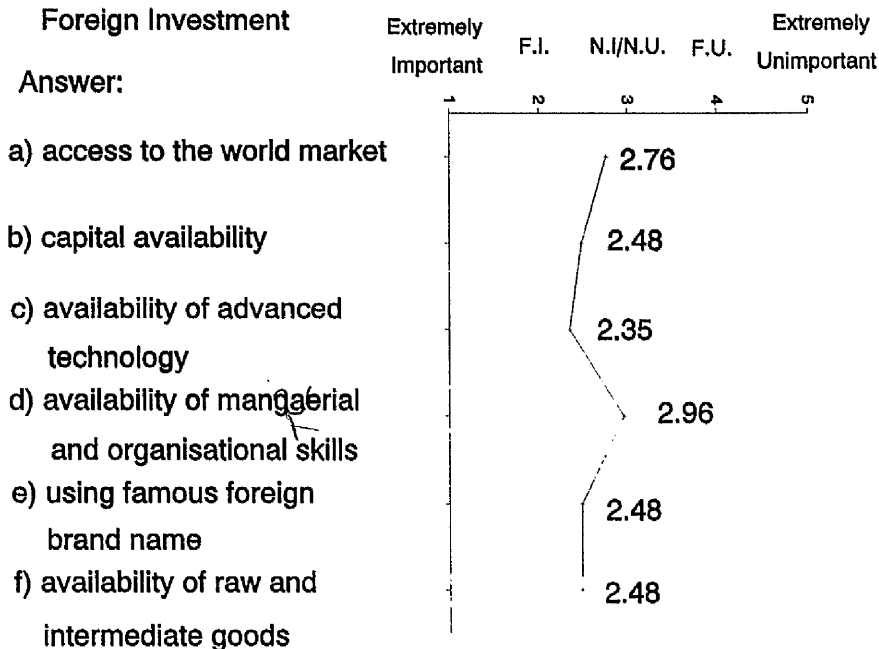 Foreign Investment
Extremely Important
F.I.
N.I/N.U.
F.U.
Extremely Unimportant
Answer:
1 2 3 4 5
a) access to the world market 2.76
b) capital availability 2.48
c) availability of advanced 2.35
technology
d) availability of mangaerial 2.96
and organisational skills
e) using famous foreign 2.48
brand name
f) availability of raw and 2.48
intermediate goods